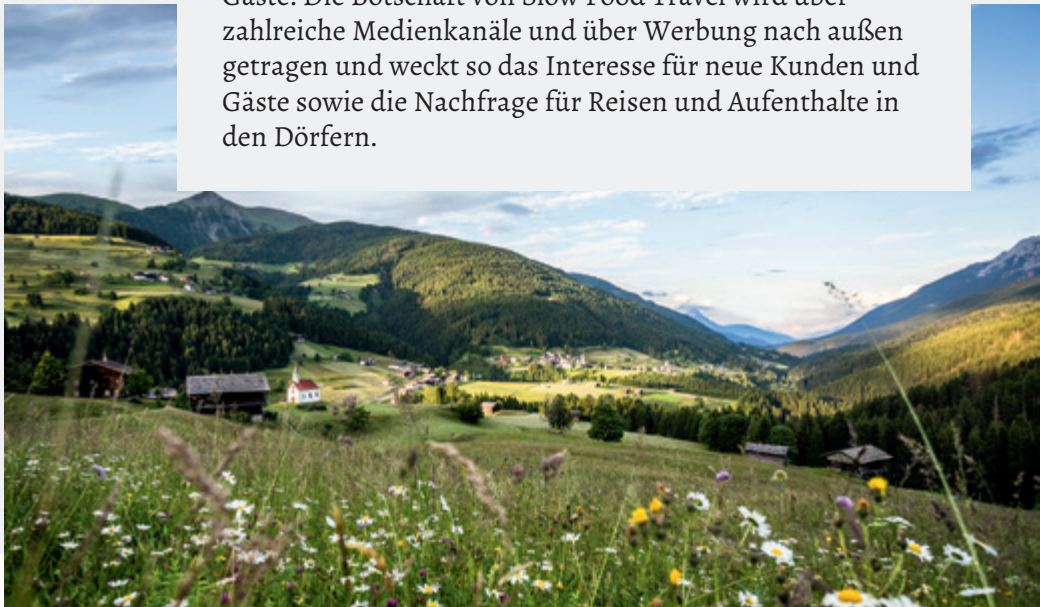 Gäste. Die Botschaft von Slow Food Travel wird über
zahlreiche Medienkanäle und über Werbung nach außen
getragen und weckt so das Interesse für neue Kunden und
Gäste sowie die Nachfrage für Reisen und Aufenthalte in
den Dörfern.